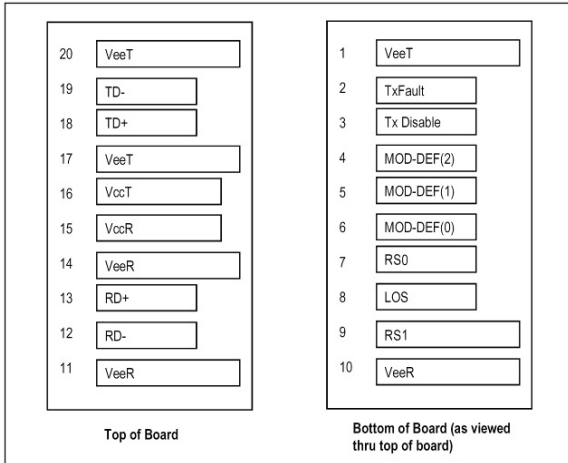 20 VeeT
19 TD-
18 TD+
17 VeeT
16 VccT
15 VccR
14 VeeR
13 RD+
12 RD-
11 VeeR
Top of Board
1 VeeT
2 TxFault
3 Tx Disable
4 MOD-DEF(2)
5 MOD-DEF(1)
6 MOD-DEF(0)
7 RS0
8 LOS
9 RS1
10 VeeR
Bottom of Board (as viewed
thru top of board)